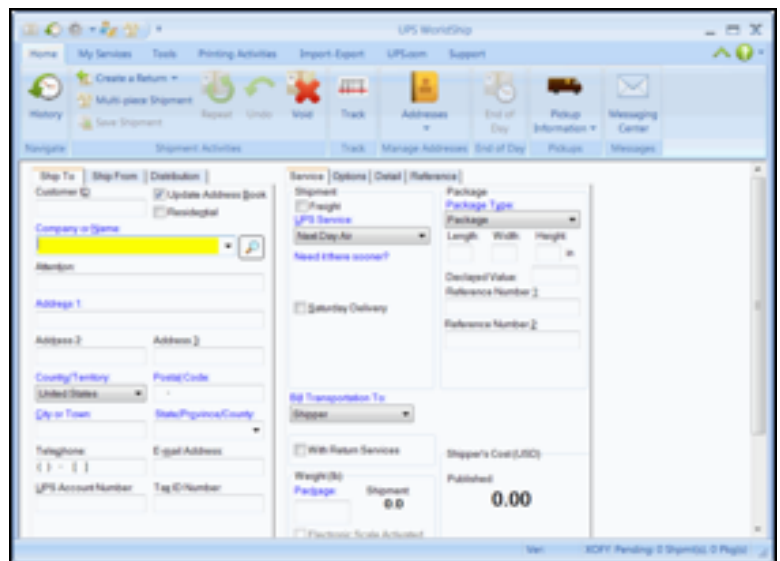 UPS WorldShip
Home My Services Tools Printing Activities Import-Export UPS.com Support
History Create a Return Repeat Undo Void Track Addresses End of Day Pickup Information Messaging Center
Multi-piece Shipment
Save Shipment
Navigate Shipment Activities Track Manage Addresses End of Day Pickups Messages
Ship To Ship From Distribution Service Options Detail Reference
Customer ID: Update Address Book Shipment Package
Residential Freight Package Type:
UPS Service: Package
Company or Name: Next Day Air Length: Width: Height:
Need it there sooner? in
Attention: Declared Value:
Address 1: Saturday Delivery Reference Number 1:
Address 2: Address 3: Reference Number 2:
Country/Territory: Postal Code: Bill Transportation To:
United States - Shipper
City or Town: State/Province/County:
Telephone: E-mail Address: With Return Services Shipper's Cost (USD)
( ) - [ ] Weight (lb) Published:
UPS Account Number: Tax ID Number: Package: Shipment 0.00
0.0
Electronic Scale Activated
Pending: 0 Shpmt(s), 0 Pkg(s)